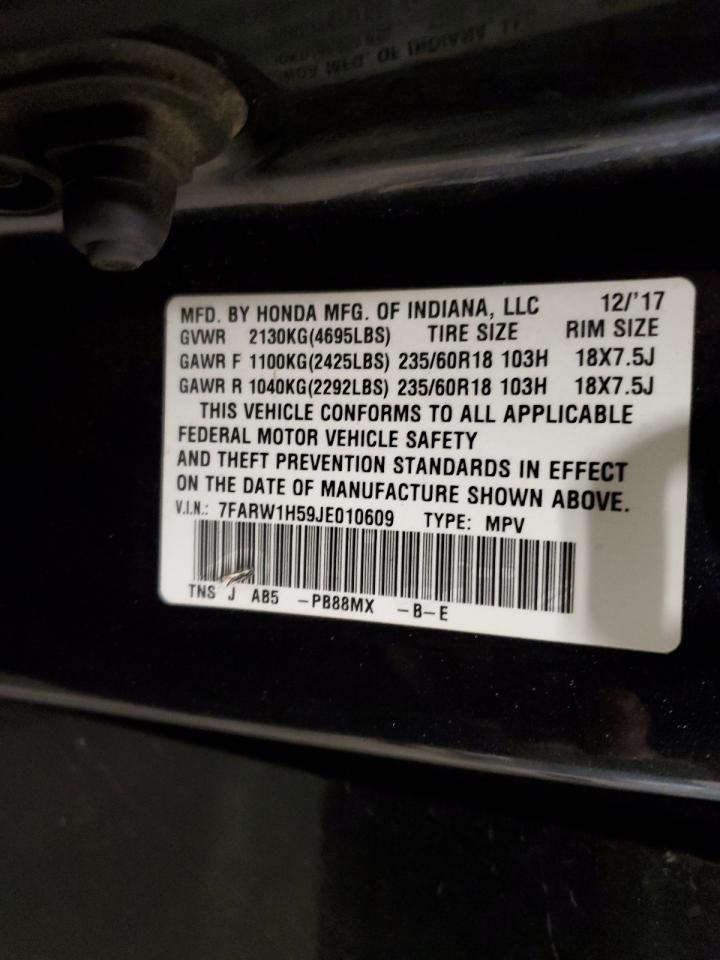 MFD. BY HONDA MFG. OF INDIANA, LLC 12/'17
GVWR 2130KG(4695LBS) TIRE SIZE RIM SIZE
GAWR F 1100KG(2425LBS) 235/60R18 103H 18X7.5J
GAWR R 1040KG(2292LBS) 235/60R18 103H 18X7.5J
THIS VEHICLE CONFORMS TO ALL APPLICABLE
FEDERAL MOTOR VEHICLE SAFETY
AND THEFT PREVENTION STANDARDS IN EFFECT
ON THE DATE OF MANUFACTURE SHOWN ABOVE.
V.I.N.: 7FARW1H59JE010609 TYPE: MPV
TNS J AB5 -PB88MX -B-E